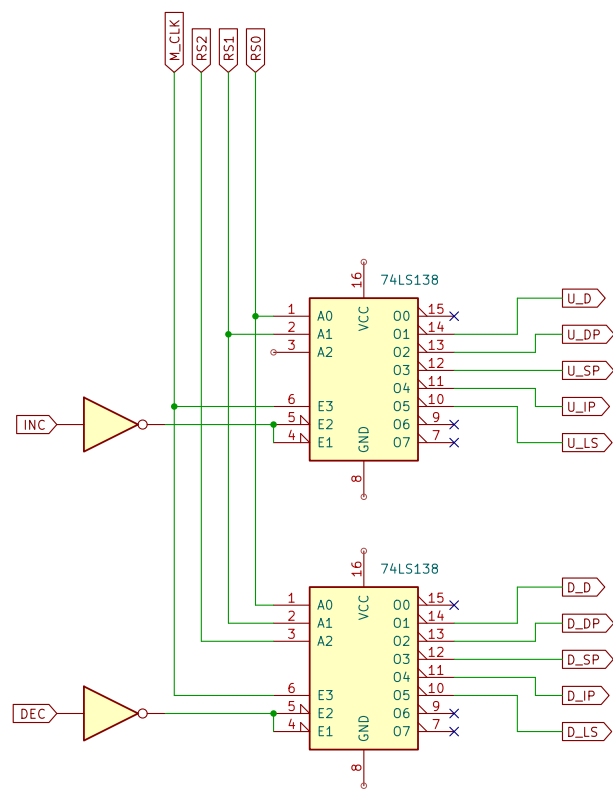 M_CLK
RS2
RS1
RS0
74LS138
16
VCC
1 A0 O0 15
2 A1 O1 14
3 A2 O2 13
O3 12
O4 11
6 E3 O5 10
5 E2 O6 9
4 E1 O7 7
GND
8
U_D
U_DP
U_SP
U_IP
U_LS
INC
74LS138
16
VCC
1 A0 O0 15
2 A1 O1 14
3 A2 O2 13
O3 12
O4 11
6 E3 O5 10
5 E2 O6 9
4 E1 O7 7
GND
8
D_D
D_DP
D_SP
D_IP
D_LS
DEC